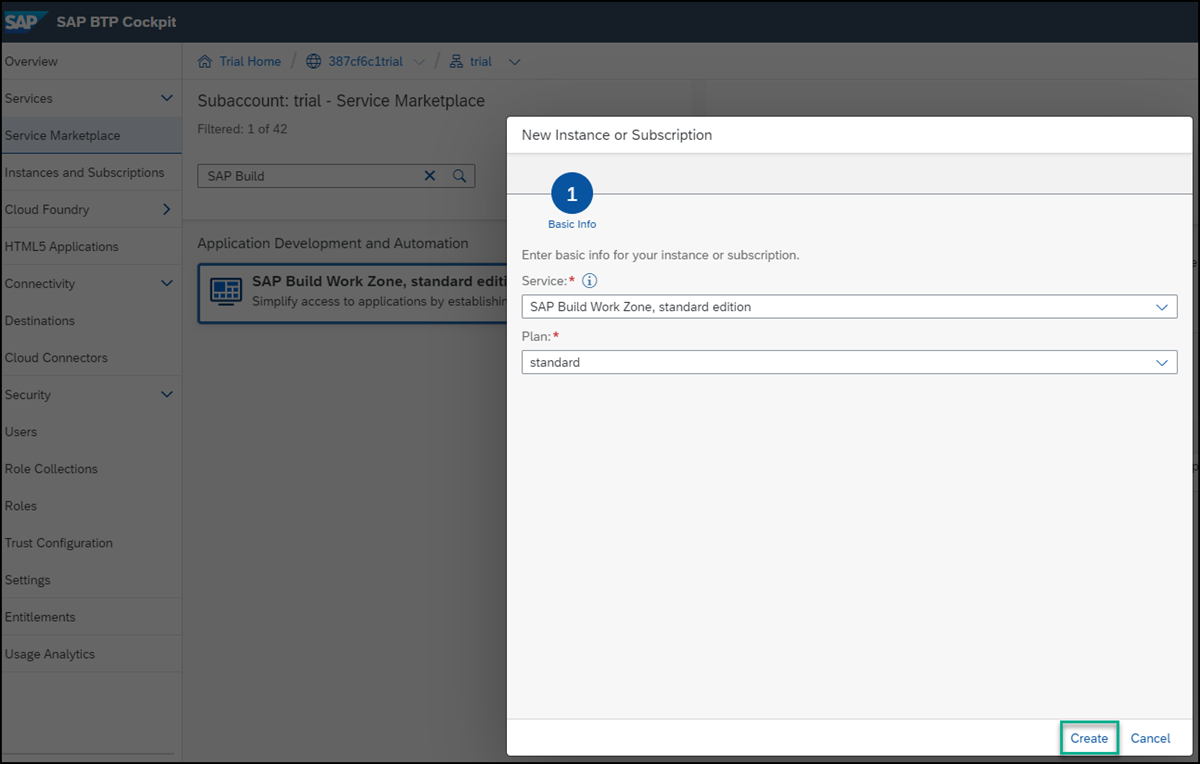 SAP SAP BTP Cockpit
Overview
Services
Service Marketplace
Instances and Subscriptions
Cloud Foundry
HTML5 Applications
Connectivity
Destinations
Cloud Connectors
Security
Users
Role Collections
Roles
Trust Configuration
Settings
Entitlements
Usage Analytics
Trial Home / 387cf6c1trial / trial
Subaccount: trial - Service Marketplace
Filtered: 1 of 42
SAP Build
Application Development and Automation
SAP Build Work Zone, standard editi
Simplify access to applications by establishin
New Instance or Subscription
1
Basic Info
Enter basic info for your instance or subscription.
Service:*
SAP Build Work Zone, standard edition
Plan:*
standard
Create Cancel